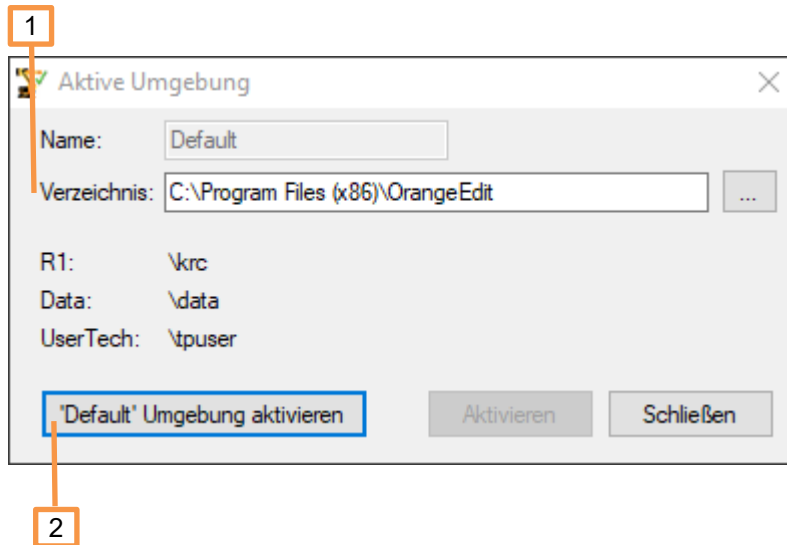 1
Aktive Umgebung
Name: Default
Verzeichnis: C:\Program Files (x86)\OrangeEdit ...
R1: \krc
Data: \data
UserTech: \tpuser
"Default" Umgebung aktivieren Aktivieren Schließen
2